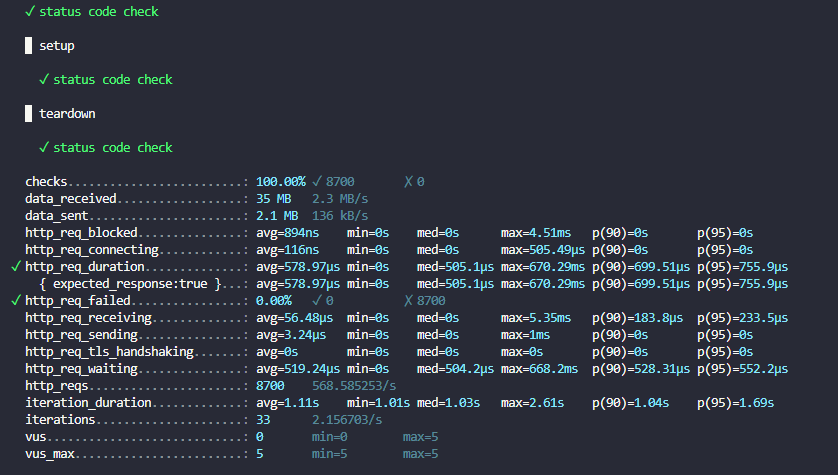 ✓ status code check
█ setup
✓ status code check
█ teardown
✓ status code check
checks.........................: 100.00% ✓ 8700 ✗ 0
data_received..................: 35 MB 2.3 MB/s
data_sent......................: 2.1 MB 136 kB/s
http_req_blocked...............: avg=894ns min=0s med=0s max=4.51ms p(90)=0s p(95)=0s
http_req_connecting............: avg=116ns min=0s med=0s max=505.49µs p(90)=0s p(95)=0s
✓ http_req_duration..............: avg=578.97µs min=0s med=505.1µs max=670.29ms p(90)=699.51µs p(95)=755.9µs
{ expected_response:true }...: avg=578.97µs min=0s med=505.1µs max=670.29ms p(90)=699.51µs p(95)=755.9µs
✓ http_req_failed................: 0.00% ✓ 0 ✗ 8700
http_req_receiving.............: avg=56.48µs min=0s med=0s max=5.35ms p(90)=183.8µs p(95)=233.5µs
http_req_sending...............: avg=3.24µs min=0s med=0s max=1ms p(90)=0s p(95)=0s
http_req_tls_handshaking.......: avg=0s min=0s med=0s max=0s p(90)=0s p(95)=0s
http_req_waiting...............: avg=519.24µs min=0s med=504.2µs max=668.2ms p(90)=528.31µs p(95)=552.2µs
http_reqs......................: 8700 568.585253/s
iteration_duration.............: avg=1.11s min=1.01s med=1.03s max=2.61s p(90)=1.04s p(95)=1.69s
iterations.....................: 33 2.156703/s
vus............................: 0 min=0 max=5
vus_max........................: 5 min=5 max=5